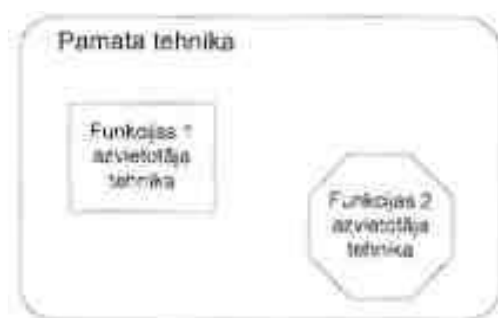 Pamata tehnika
Funkcijas 1
aizvietotāja
tehnika
Funkcijas 2
aizvietotāja
tehnika